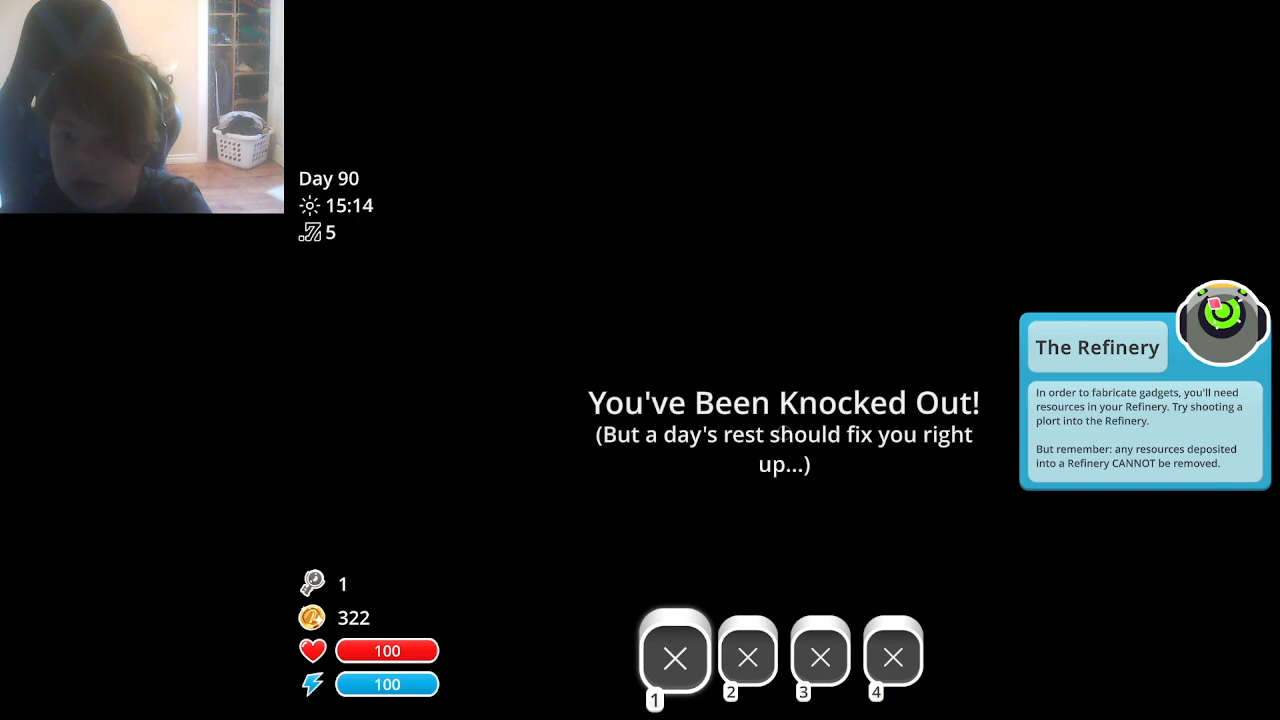 Day 90
15:14
5
You've Been Knocked Out!
(But a day's rest should fix you right
up...)
The Refinery
In order to fabricate gadgets, you'll need
resources in your Refinery. Try shooting a
plort into the Refinery.
But remember: any resources deposited
into a Refinery CANNOT be removed.
1
322
100
100
1
2
3
4